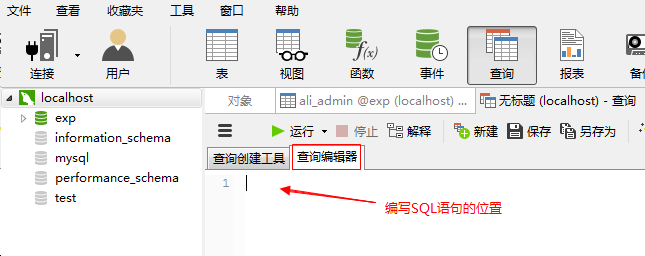 文件 查看 收藏夹 工具 窗口 帮助
连接 用户 表 视图 函数 事件 查询 报表
f(x)
localhost
exp
information_schema
mysql
performance_schema
test
对象 ali_admin @exp (localhost) ... 无标题 (localhost) - 查询
运行 停止 解释 新建 保存 另存为
查询创建工具 查询编辑器
1
编写SQL语句的位置